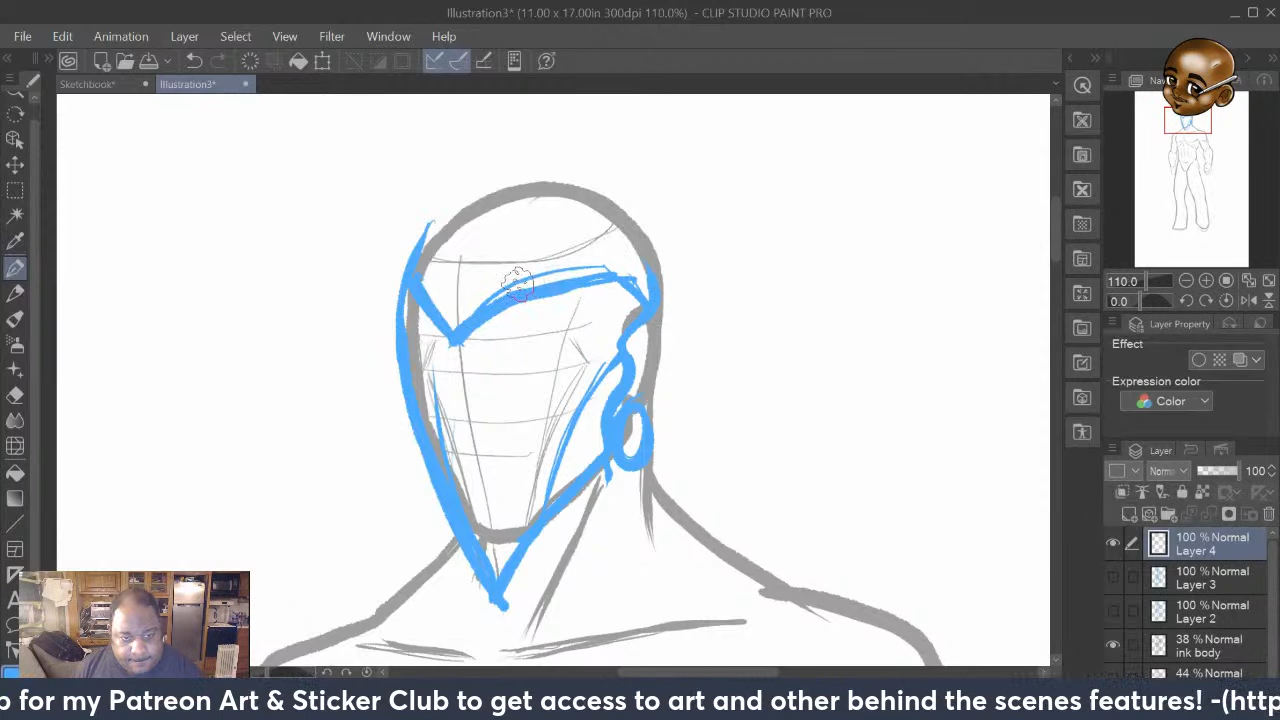 Illustration3* (11.00 x 17.00in 300dpi 110.0%) - CLIP STUDIO PAINT PRO
File Edit Animation Layer Select View Filter Window Help
Sketchbook* Illustration3*
110.0
0.0
Layer Property
Effect
Expression color
Color
Layer
100
100 % Normal
Layer 4
100 % Normal
Layer 3
100 % Normal
Layer 2
38 % Normal
ink body
44 % Normal
p for my Patreon Art & Sticker Club to get access to art and other behind the scenes features! -(http